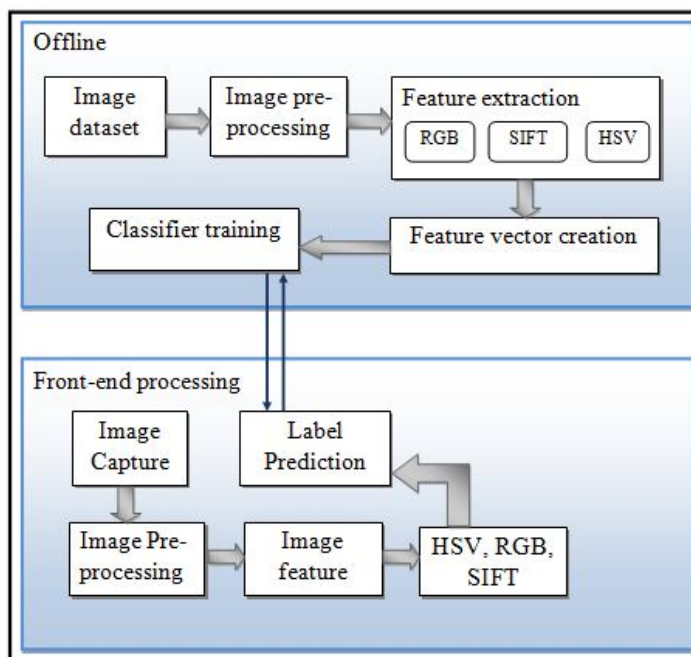 Offline
Image
dataset
Image pre-
processing
Feature extraction
RGB
SIFT
HSV
Classifier training
Feature vector creation
Front-end processing
Image
Capture
Label
Prediction
Image Pre-
processing
Image
feature
HSV, RGB,
SIFT